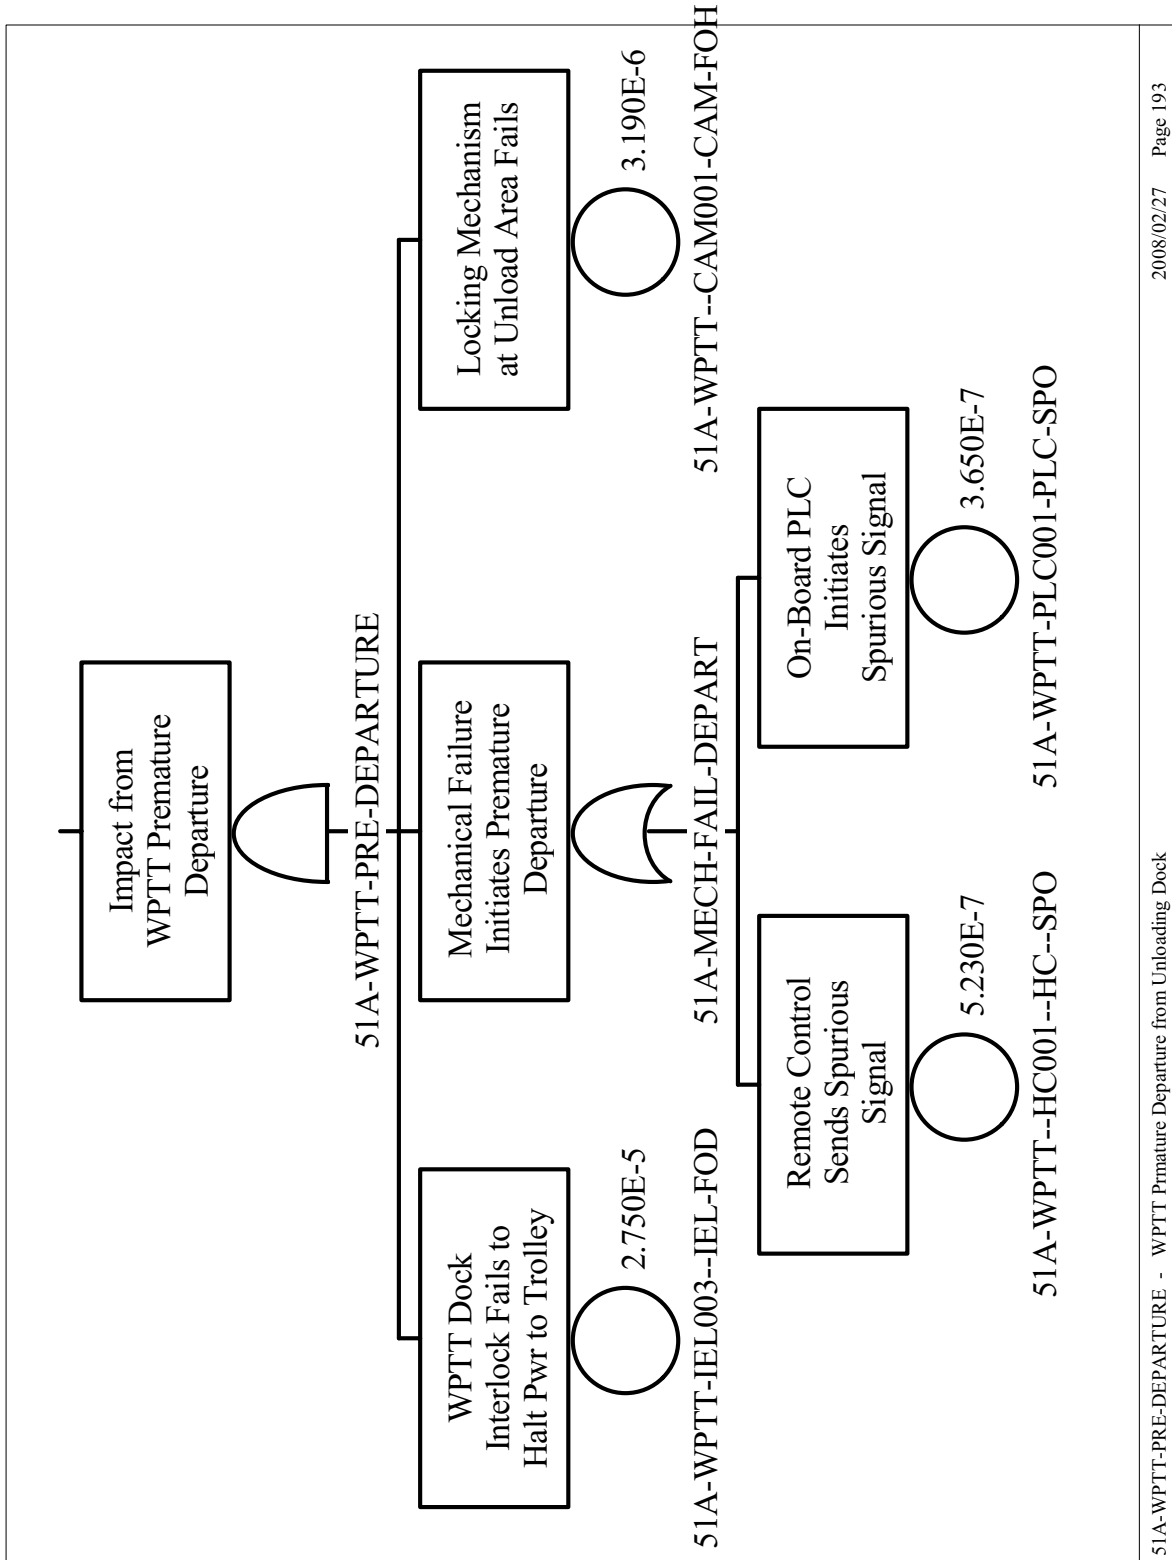 Impact from
WPTT Premature
Departure
51A-WPTT-PRE-DEPARTURE
WPTT Dock
Interlock Fails to
Halt Pwr to Trolley
2.750E-5
51A-WPTT-IEL003--IEL-FOD
Mechanical Failure
Initiates Premature
Departure
51A-MECH-FAIL-DEPART
Locking Mechanism
at Unload Area Fails
3.190E-6
51A-WPTT--CAM001-CAM-FOH
Remote Control
Sends Spurious
Signal
5.230E-7
51A-WPTT--HC001--HC--SPO
On-Board PLC
Initiates
Spurious Signal
3.650E-7
51A-WPTT-PLC001-PLC-SPO
51A-WPTT-PRE-DEPARTURE - WPTT Prmature Departure from Unloading Dock 2008/02/27 Page 193